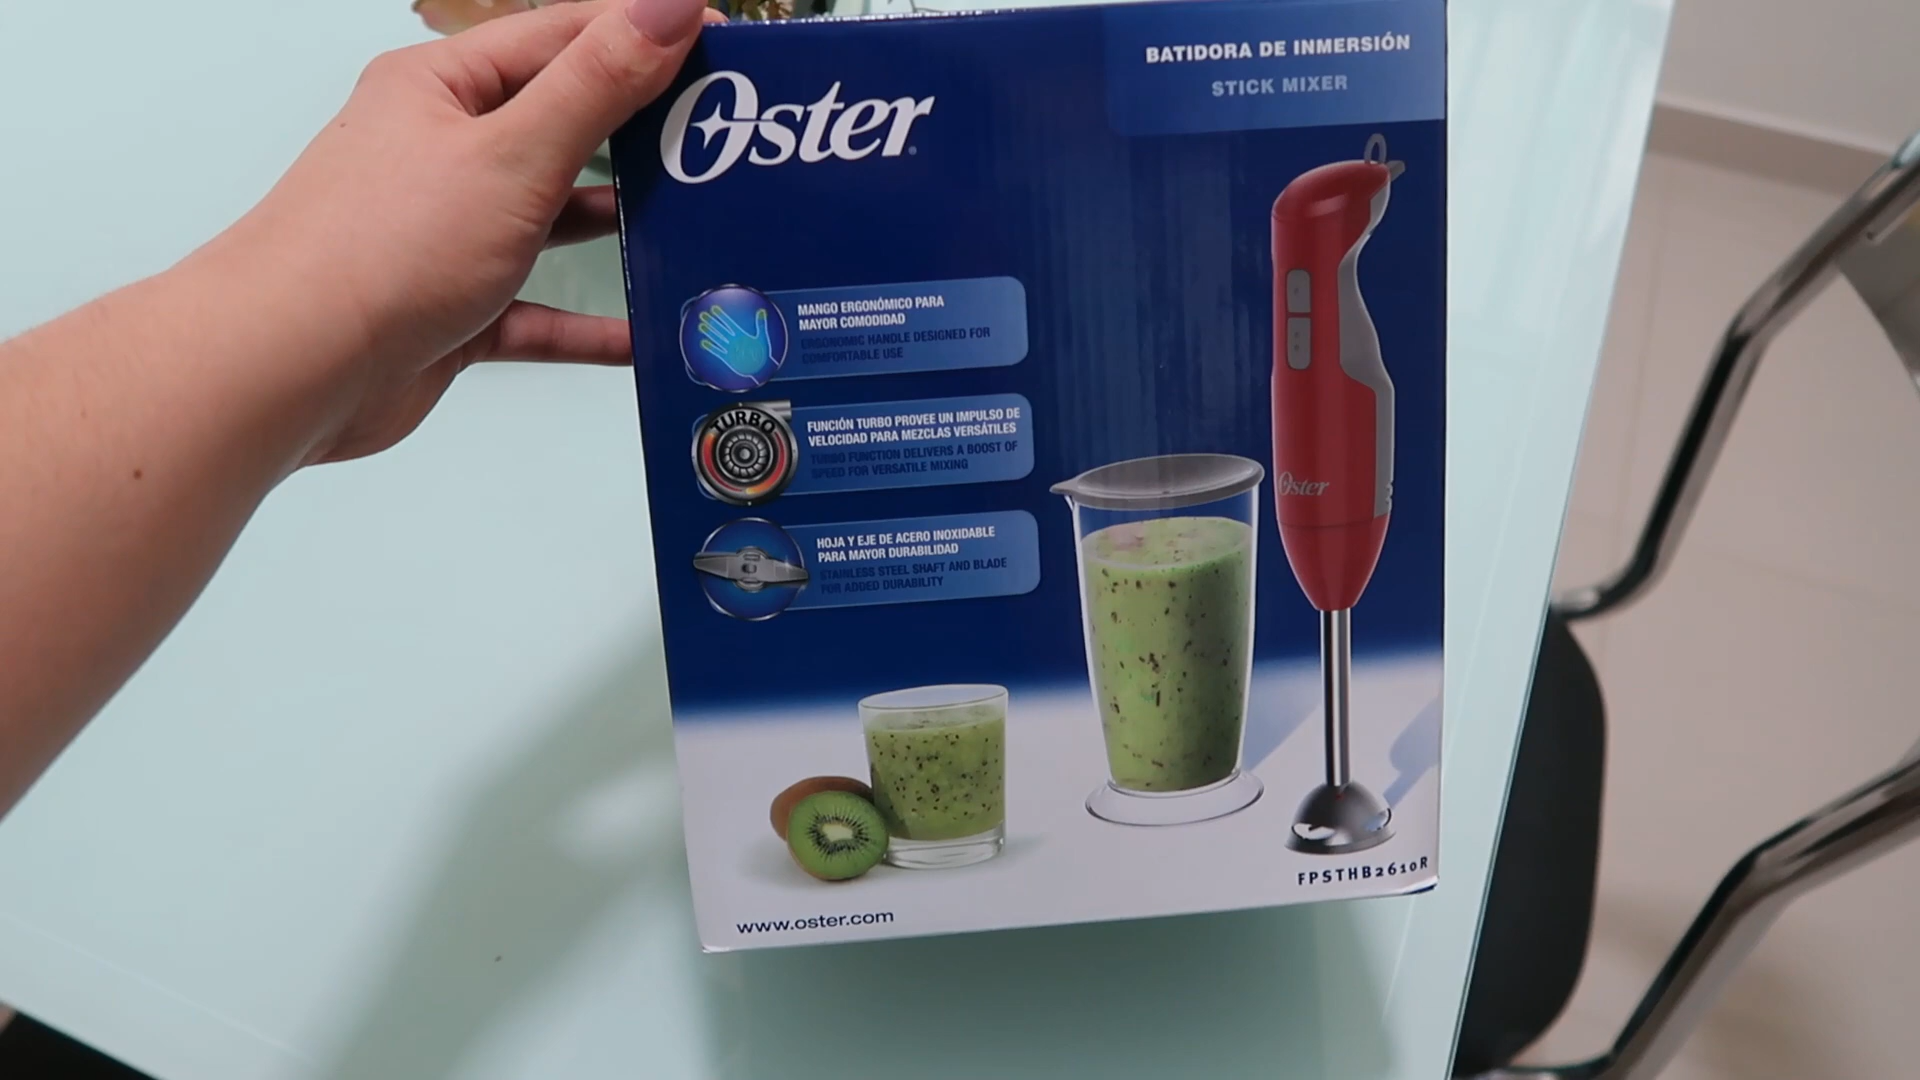 Oster
BATIDORA DE INMERSIÓN
STICK MIXER
MANGO ERGONÓMICO PARA
MAYOR COMODIDAD
ERGONOMIC HANDLE DESIGNED FOR
COMFORTABLE USE
TURBO
FUNCIÓN TURBO PROVEE UN IMPULSO DE
VELOCIDAD PARA MEZCLAS VERSÁTILES
TURBO FUNCTION DELIVERS A BOOST OF
SPEED FOR VERSATILE MIXING
HOJA Y EJE DE ACERO INOXIDABLE
PARA MAYOR DURABILIDAD
STAINLESS STEEL SHAFT AND BLADE
FOR ADDED DURABILITY
Oster
FPSTHB2610R
www.oster.com